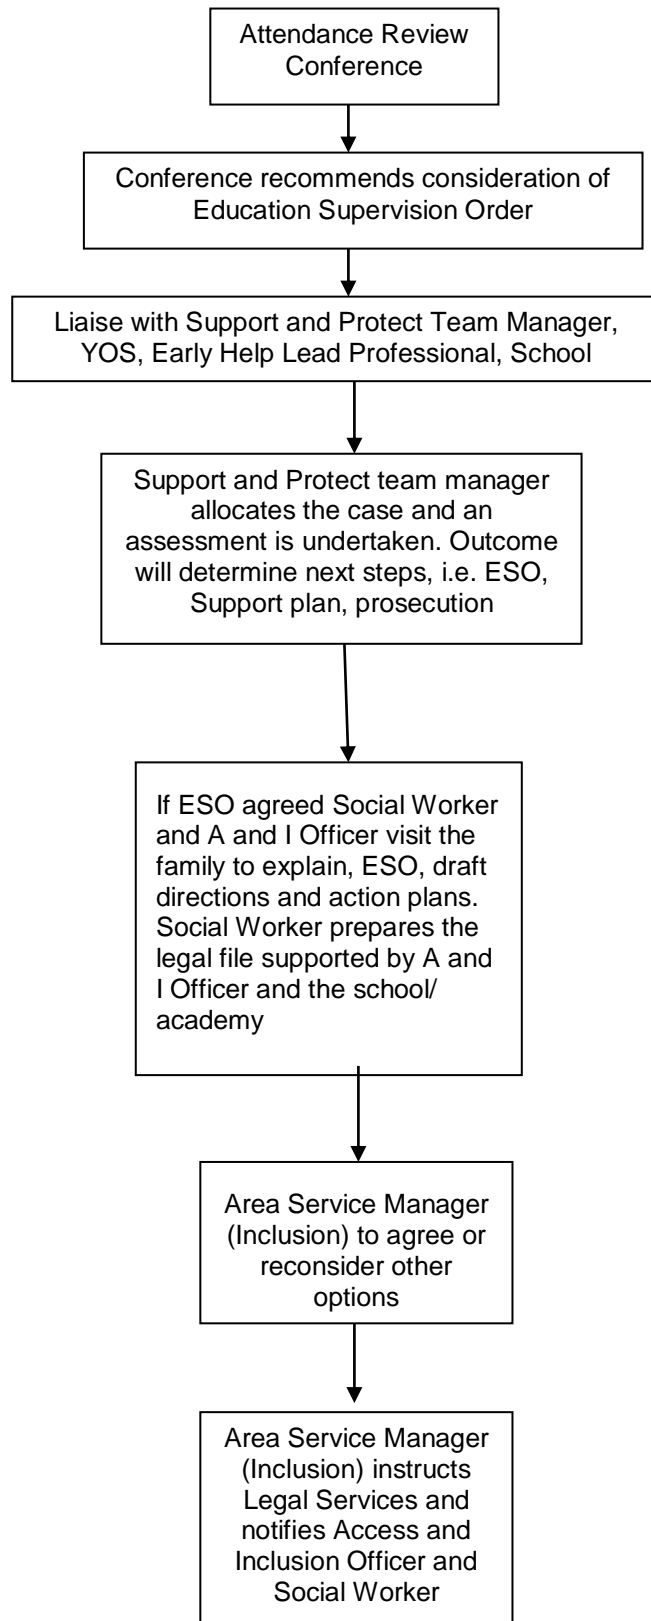 Attendance Review
Conference
Conference recommends consideration of
Education Supervision Order
Liaise with Support and Protect Team Manager,
YOS, Early Help Lead Professional, School
Support and Protect team manager
allocates the case and an
assessment is undertaken. Outcome
will determine next steps, i.e. ESO,
Support plan, prosecution
If ESO agreed Social Worker
and A and I Officer visit the
family to explain, ESO, draft
directions and action plans.
Social Worker prepares the
legal file supported by A and
I Officer and the school/
academy
Area Service Manager
(Inclusion) to agree or
reconsider other
options
Area Service Manager
(Inclusion) instructs
Legal Services and
notifies Access and
Inclusion Officer and
Social Worker